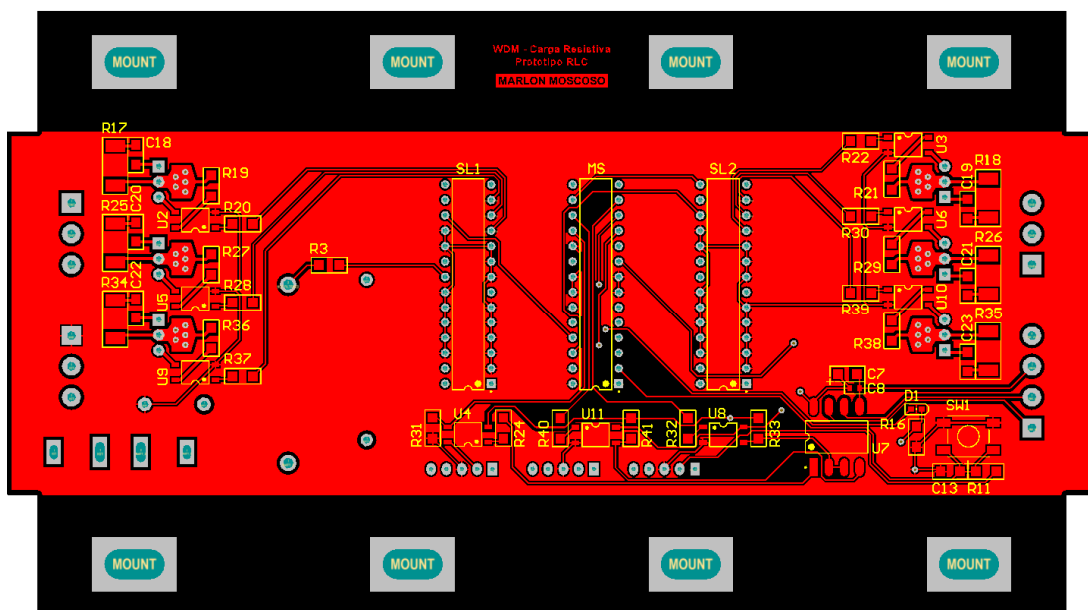 MOUNT MOUNT MOUNT MOUNT
WDM - Carga Resistiva
Prototipo RLC
MARLON MOSCOSO
R17 C18 R19 C20 U2 R20
R25 R27 C22 U5 R28
R34 R36 U9 R37
R3
SL1 MS SL2
R22 U3 R18 C19 R21
R30 U6 R26 C21 R29
R39 U10 R35 C23 R38
C7
C8
D1
R16 SW1
R31 U4 R24 R40 U11 R41 R32 U8 R33 U7
C13 R11
MOUNT MOUNT MOUNT MOUNT